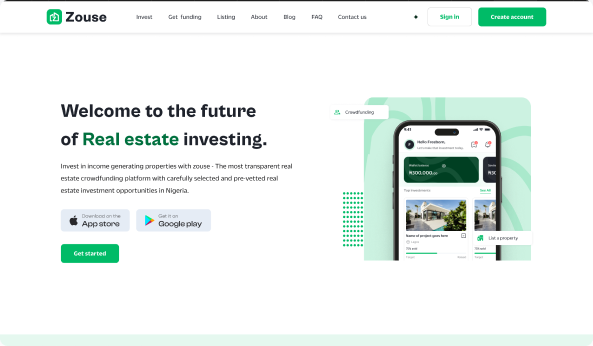 Zouse
Invest Get funding Listing About Blog FAQ Contact us
Sign in
Create account
Welcome to the future
of Real estate investing.
Invest in income generating properties with zouse - The most transparent real
estate crowdfunding platform with carefully selected and pre-vetted real
estate investment opportunities in Nigeria.
Download on the
App store
Get it on
Google play
Get started
Crowdfunding
9:41
Hello Freeborn,
₦300,000.00
See All
Name of project goes here
List a property